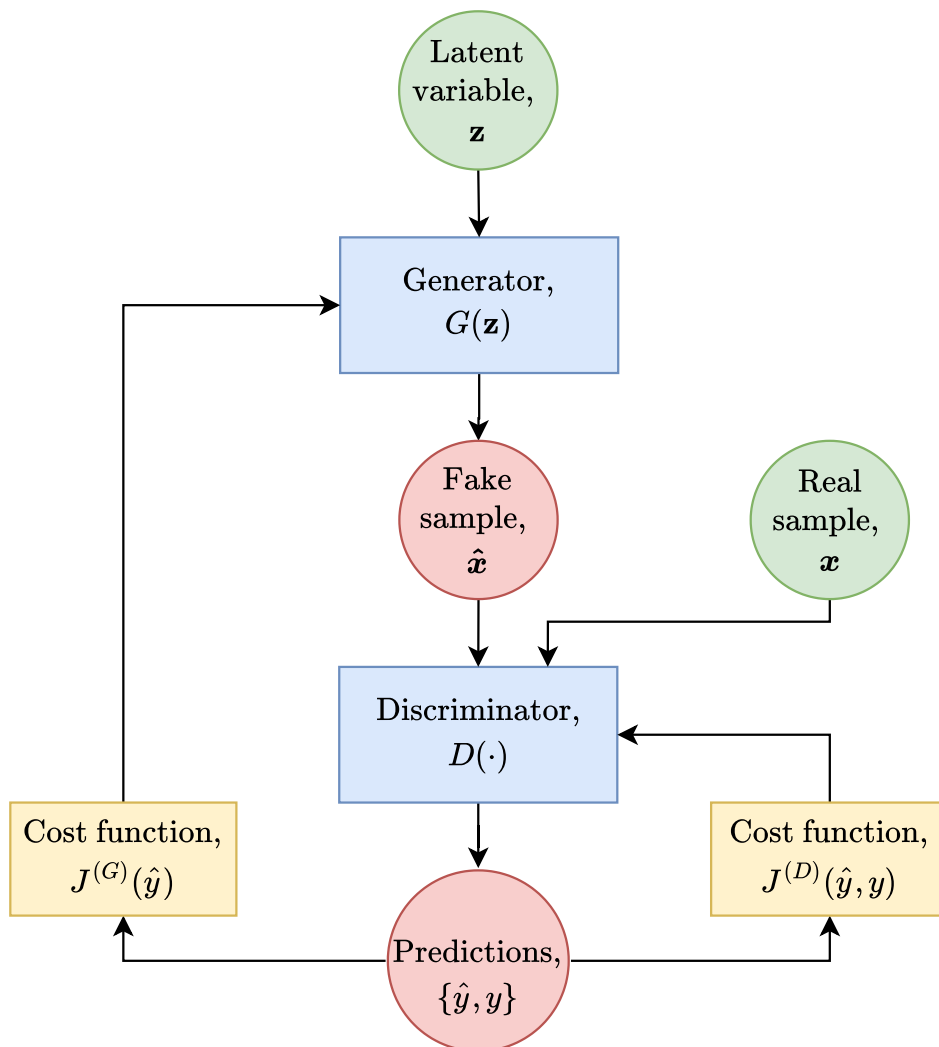 Latent
variable,
z
Generator,
G(z)
Fake
sample,
x̂
Real
sample,
x
Discriminator,
D(·)
Cost function,
J^(G)(ŷ)
Cost function,
J^(D)(ŷ, y)
Predictions,
{ŷ, y}